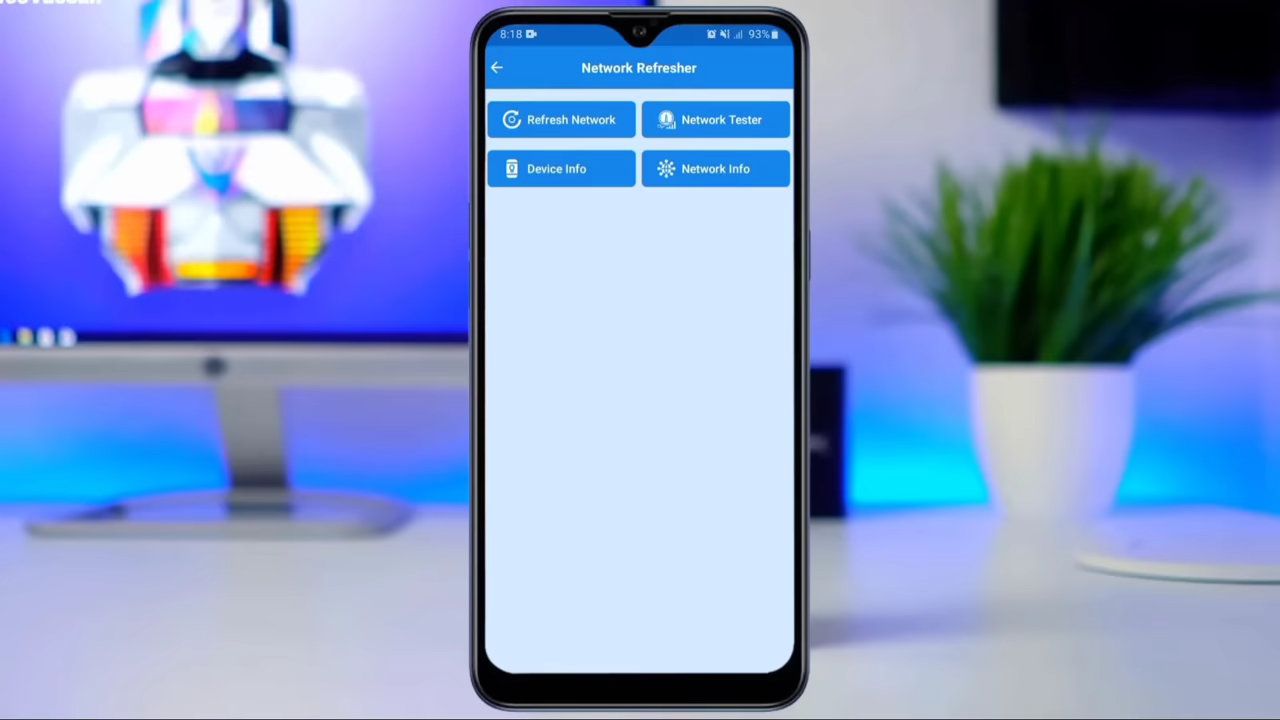 8:18
93%
Network Refresher
Refresh Network
Network Tester
Device Info
Network Info